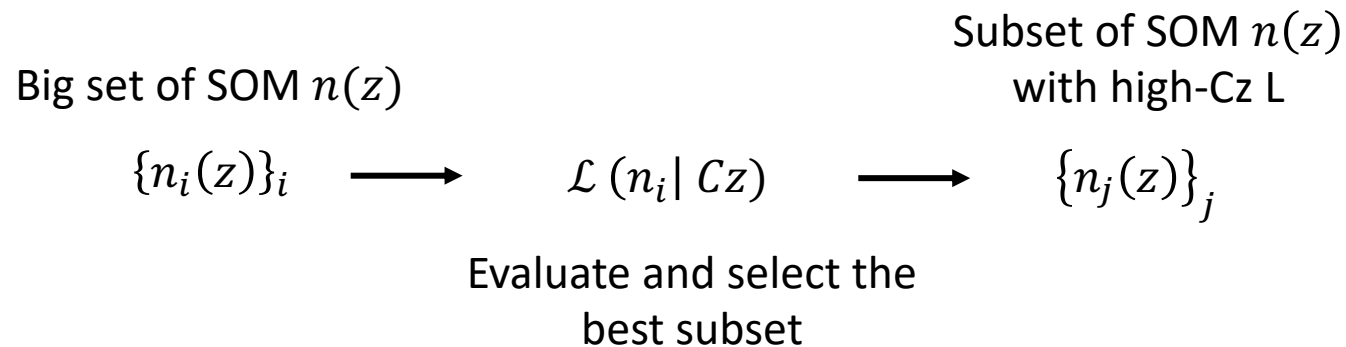 Big set of SOM n(z)
{n_i(z)}_i
ℒ (n_i| Cz)
Evaluate and select the
best subset
Subset of SOM n(z)
with high-Cz L
{n_j(z)}_j